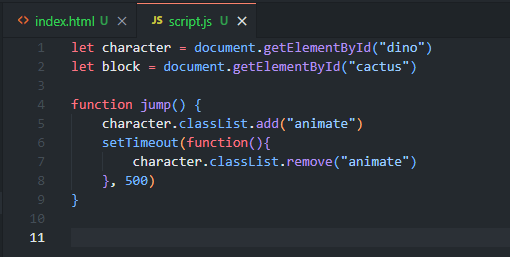 <> index.html U ×
JS script.js U ×
1 let character = document.getElementById("dino")
2 let block = document.getElementById("cactus")
3
4 function jump() {
5     character.classList.add("animate")
6     setTimeout(function(){
7         character.classList.remove("animate")
8     }, 500)
9 }
10
11